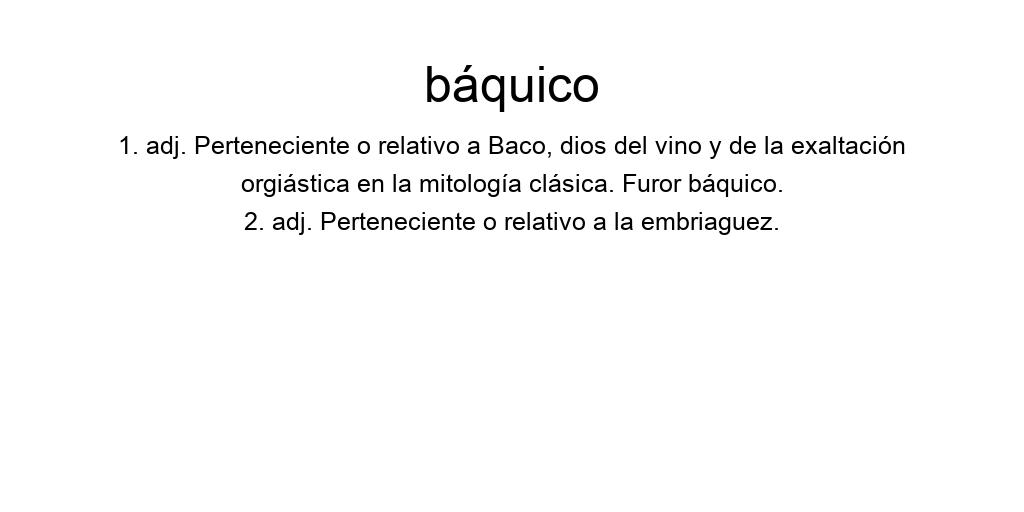 báquico
1. adj. Perteneciente o relativo a Baco, dios del vino y de la exaltación
orgiástica en la mitología clásica. Furor báquico.
2. adj. Perteneciente o relativo a la embriaguez.